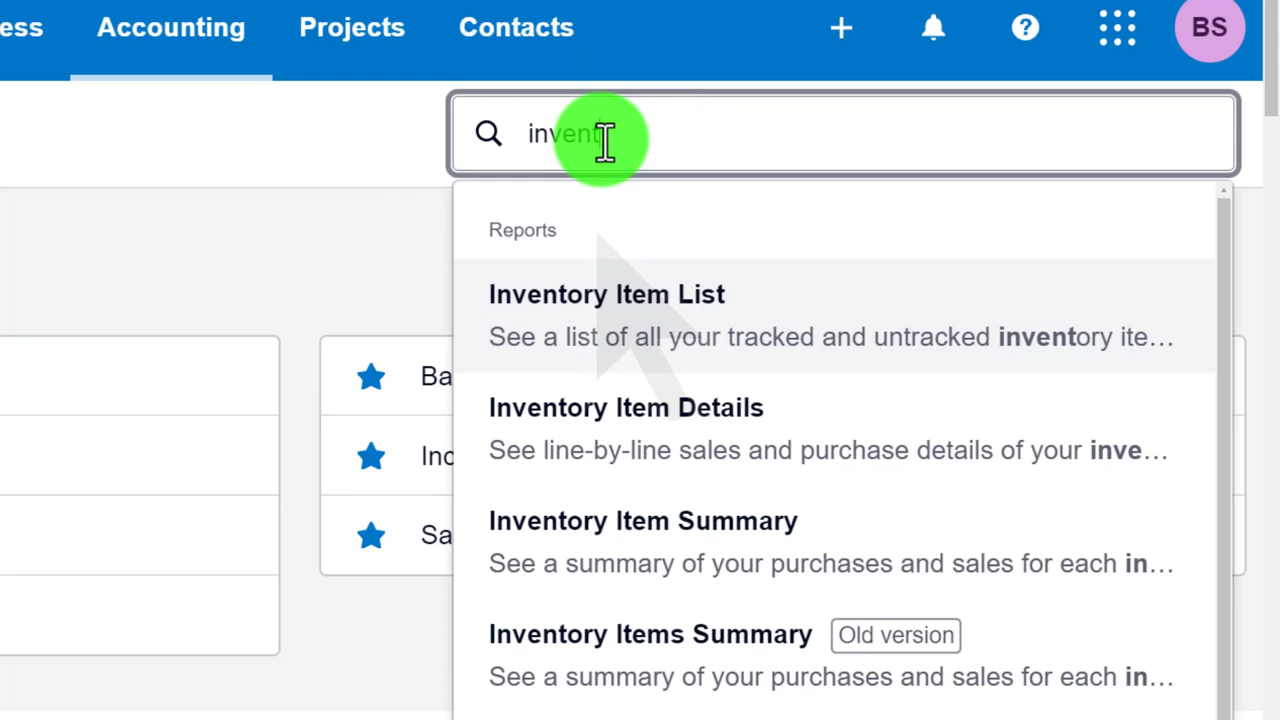 ess Accounting Projects Contacts BS
invent
Reports
Inventory Item List
See a list of all your tracked and untracked inventory ite...
Ba
Inventory Item Details
See line-by-line sales and purchase details of your inve...
Inc
Inventory Item Summary
Sa
See a summary of your purchases and sales for each in...
Inventory Items Summary Old version
See a summary of your purchases and sales for each in...